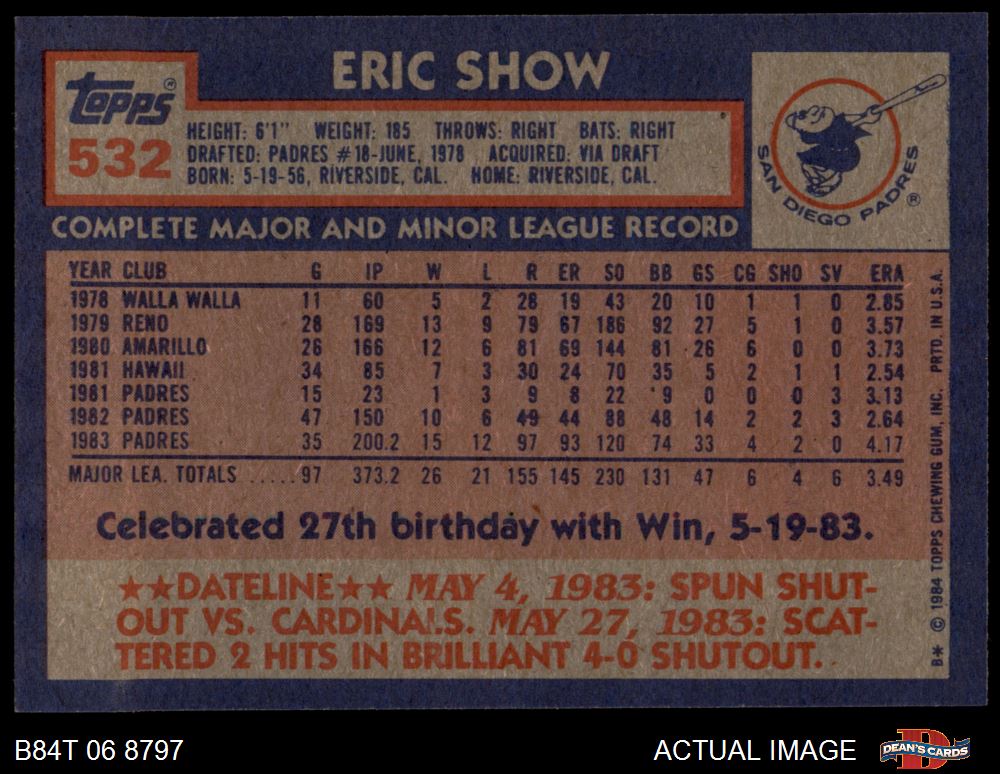 ERIC SHOW
Topps®
532
HEIGHT: 6'1" WEIGHT: 185 THROWS: RIGHT BATS: RIGHT
DRAFTED: PADRES #18-JUNE, 1978 ACQUIRED: VIA DRAFT
BORN: 5-19-56, RIVERSIDE, CAL. HOME: RIVERSIDE, CAL.
SAN DIEGO PADRES®
COMPLETE MAJOR AND MINOR LEAGUE RECORD
YEAR CLUB G IP W L R ER SO BB GS CG SHO SV ERA
1978 WALLA WALLA 11 60 5 2 28 19 43 20 10 1 1 0 2.85
1979 RENO 28 169 13 9 79 67 186 92 27 5 1 0 3.57
1980 AMARILLO 26 166 12 6 81 69 144 81 26 6 0 0 3.73
1981 HAWAII 34 85 7 3 30 24 70 35 5 2 1 1 2.54
1981 PADRES 15 23 1 3 9 8 22 9 0 0 0 3 3.13
1982 PADRES 47 150 10 6 49 44 88 48 14 2 2 3 2.64
1983 PADRES 35 200.2 15 12 97 93 120 74 33 4 2 0 4.17
MAJOR LEA. TOTALS .....97 373.2 26 21 155 145 230 131 47 6 4 6 3.49
Celebrated 27th birthday with Win, 5-19-83.
★★DATELINE★★ MAY 4, 1983: SPUN SHUT-
OUT VS. CARDINALS. MAY 27, 1983: SCAT-
TERED 2 HITS IN BRILLIANT 4-0 SHUTOUT.
B* © 1984 TOPPS CHEWING GUM, INC. PRTD. IN U.S.A.
B84T 06 8797
ACTUAL IMAGE
DEAN'S CARDS